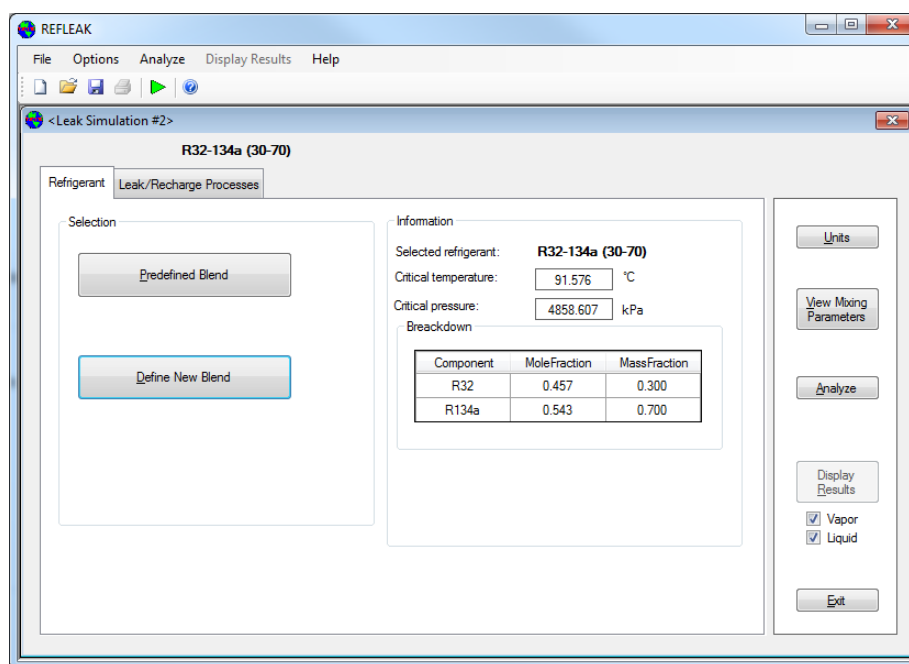 REFLEAK
File Options Analyze Display Results Help
<Leak Simulation #2>
R32-134a (30-70)
Refrigerant Leak/Recharge Processes
Selection
Predefined Blend
Define New Blend
Information
Selected refrigerant: R32-134a (30-70)
Critical temperature: 91.576 °C
Critical pressure: 4858.607 kPa
Breackdown
Component MoleFraction MassFraction
R32 0.457 0.300
R134a 0.543 0.700
Units
View Mixing
Parameters
Analyze
Display
Results
Vapor
Liquid
Exit